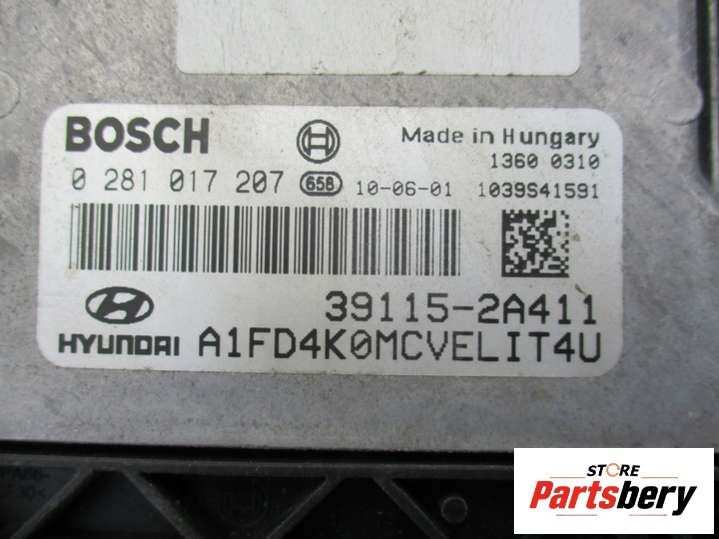 BOSCH
Made in Hungary
1360 0310
0 281 017 207 658 10-06-01 1039S41591
39115-2A411
HYUNDAI A1FD4K0MCVELIT4U
STORE
Partsbery